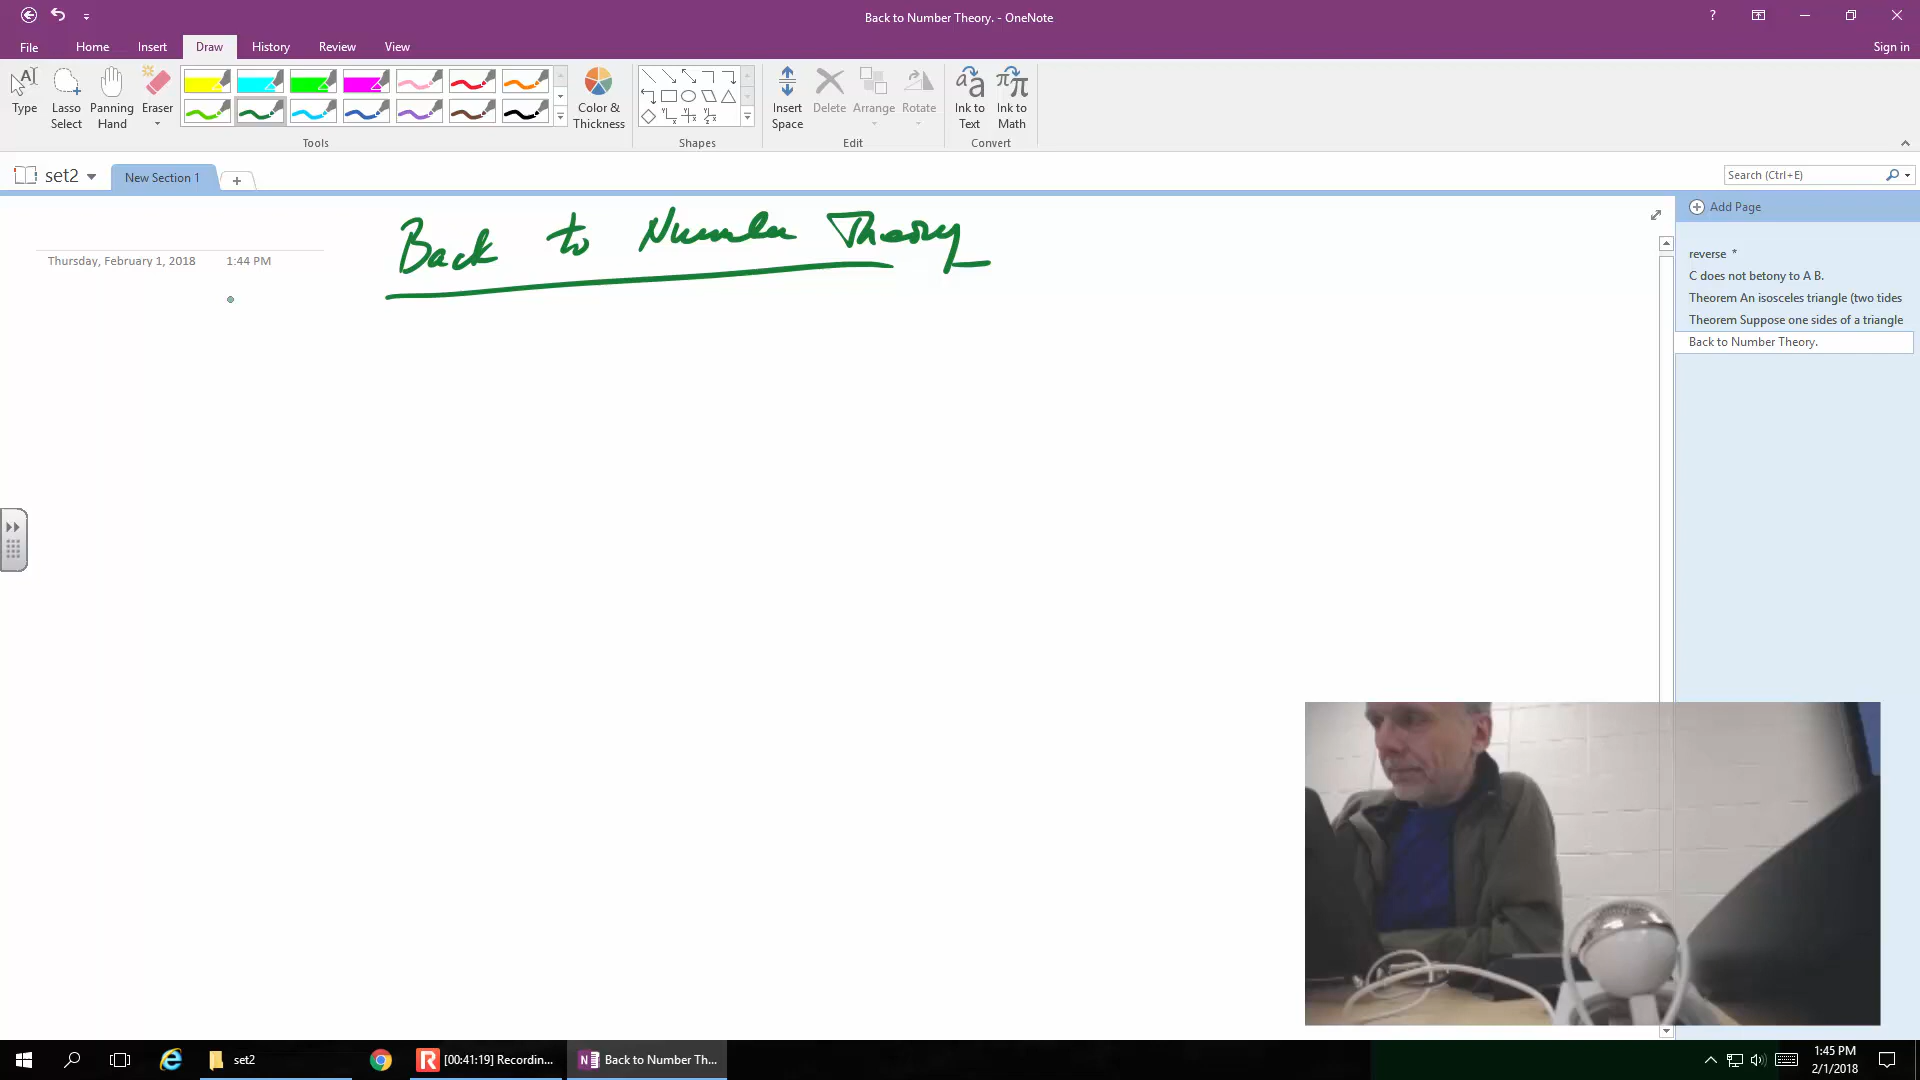 Back to Number Theory. - OneNote
?
File
Home
Insert
Draw
History
Review
View
Sign in
Type
Lasso Select
Panning Hand
Eraser
Color & Thickness
Insert Space
Delete
Arrange
Rotate
Ink to Text
Ink to Math
Tools
Shapes
Edit
Convert
set2
New Section 1
Search (Ctrl+E)
Back to Number Theory
Thursday, February 1, 2018 1:44 PM
Add Page
reverse *
C does not betony to A B.
Theorem An isosceles triangle (two tides
Theorem Suppose one sides of a triangle
Back to Number Theory.
set2
[00:41:19] Recordin...
Back to Number Th...
1:45 PM
2/1/2018